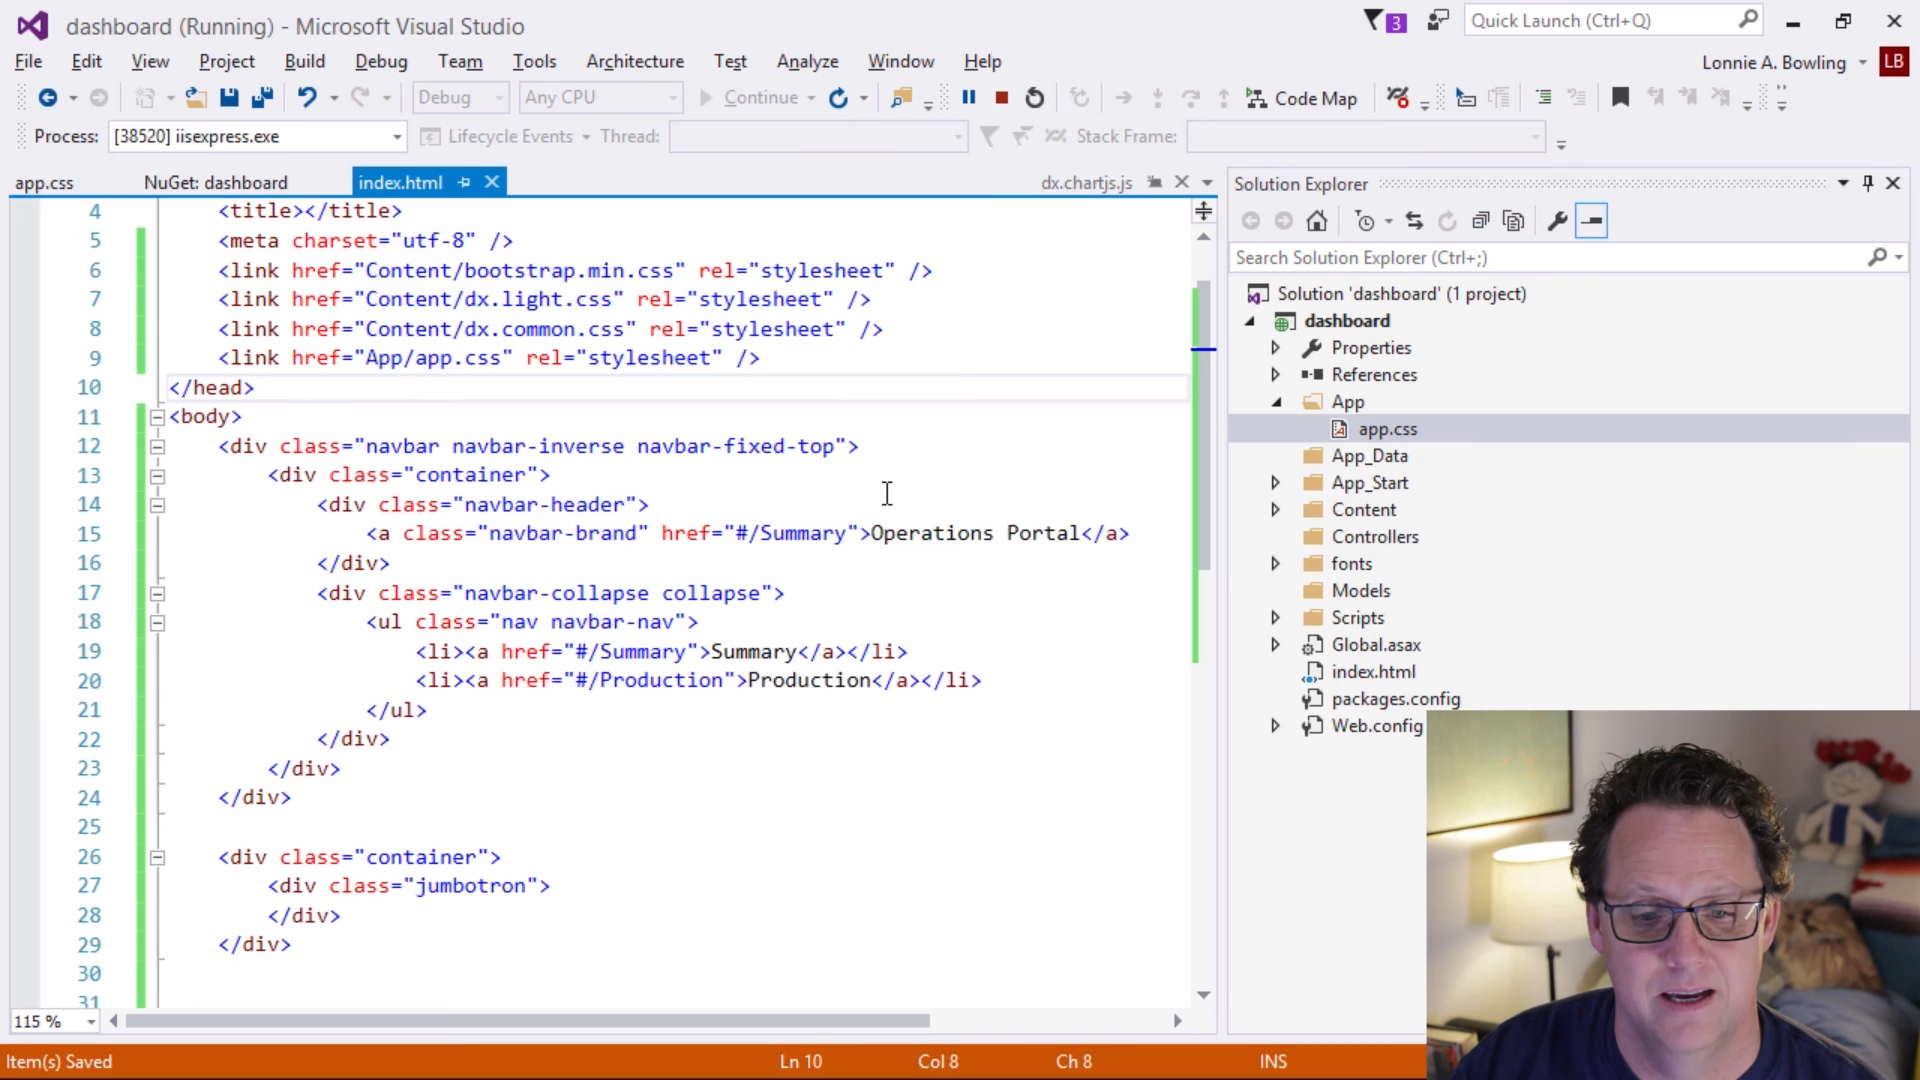 dashboard (Running) - Microsoft Visual Studio
3
Quick Launch (Ctrl+Q)
File Edit View Project Build Debug Team Tools Architecture Test Analyze Window Help
Lonnie A. Bowling
LB
Debug Any CPU Continue Code Map
Process: [38520] iisexpress.exe Lifecycle Events Thread: Stack Frame:
app.css NuGet: dashboard index.html dx.chartjs.js
4 <title></title>
5 <meta charset="utf-8" />
6 <link href="Content/bootstrap.min.css" rel="stylesheet" />
7 <link href="Content/dx.light.css" rel="stylesheet" />
8 <link href="Content/dx.common.css" rel="stylesheet" />
9 <link href="App/app.css" rel="stylesheet" />
10 </head>
11 <body>
12 <div class="navbar navbar-inverse navbar-fixed-top">
13 <div class="container">
14 <div class="navbar-header">
15 <a class="navbar-brand" href="#/Summary">Operations Portal</a>
16 </div>
17 <div class="navbar-collapse collapse">
18 <ul class="nav navbar-nav">
19 <li><a href="#/Summary">Summary</a></li>
20 <li><a href="#/Production">Production</a></li>
21 </ul>
22 </div>
23 </div>
24 </div>
25
26 <div class="container">
27 <div class="jumbotron">
28 </div>
29 </div>
30
31
115 %
Solution Explorer
Search Solution Explorer (Ctrl+;)
Solution 'dashboard' (1 project)
dashboard
Properties
References
App
app.css
App_Data
App_Start
Content
Controllers
fonts
Models
Scripts
Global.asax
index.html
packages.config
Web.config
Item(s) Saved Ln 10 Col 8 Ch 8 INS